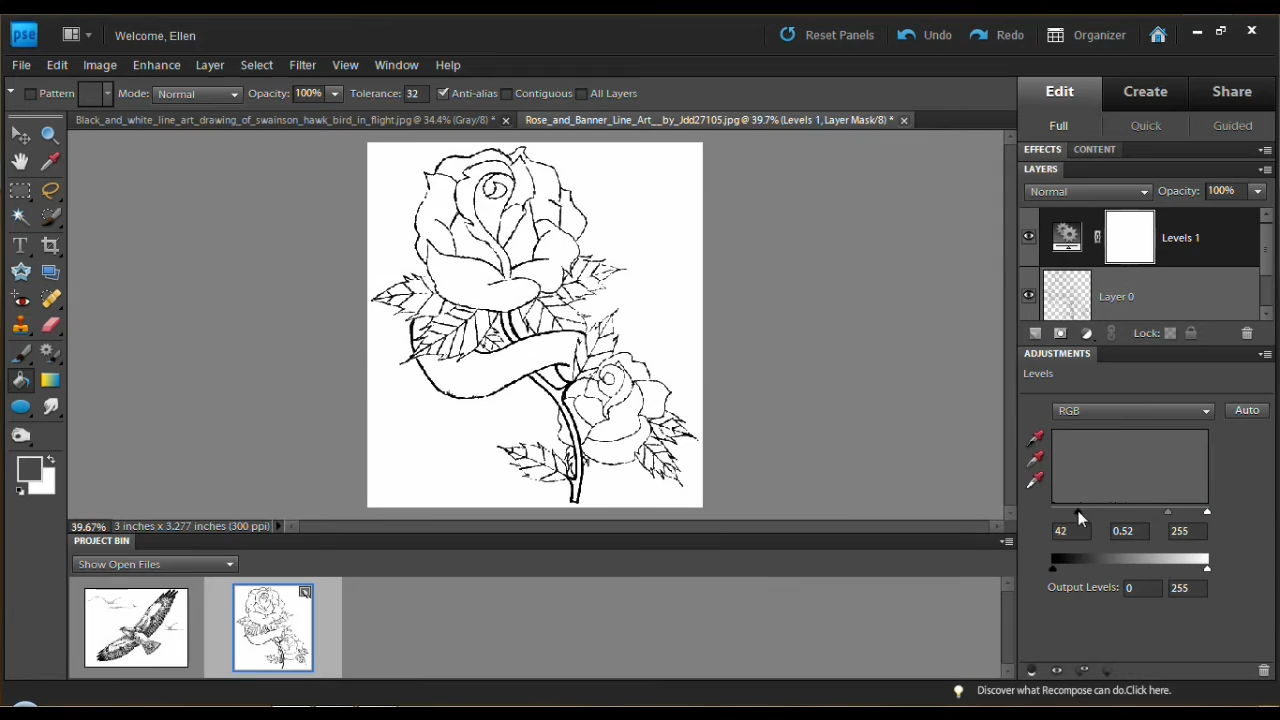 pse Welcome, Ellen Reset Panels Undo Redo Organizer
File Edit Image Enhance Layer Select Filter View Window Help
Pattern Mode: Normal Opacity: 100% Tolerance: 32 Anti-alias Contiguous All Layers
Edit Create Share
Black_and_white_line_art_drawing_of_swainson_hawk_bird_in_flight.jpg @ 34.4% (Gray/8) * Rose_and_Banner_Line_Art__by_Jdd27105.jpg @ 39.7% (Levels 1, Layer Mask/8) *
Full Quick Guided
EFFECTS CONTENT
LAYERS
Normal Opacity: 100%
Levels 1
Layer 0
Lock:
ADJUSTMENTS
Levels
RGB Auto
42 0.52 255
Output Levels: 0 255
39.67% 3 inches x 3.277 inches (300 ppi)
PROJECT BIN
Show Open Files
Discover what Recompose can do.Click here.